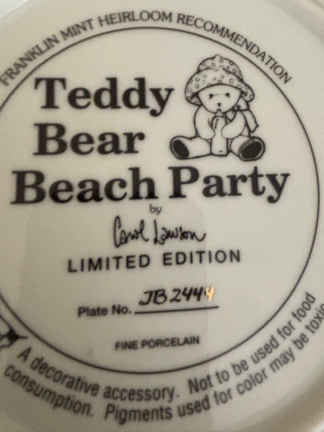 FRANKLIN MINT HEIRLOOM RECOMMENDATION
Teddy
Bear
Beach Party
by
Carol Lawson
LIMITED EDITION
Plate No. JB2444
FINE PORCELAIN
A decorative accessory. Not to be used for food
consumption. Pigments used for color may be toxic